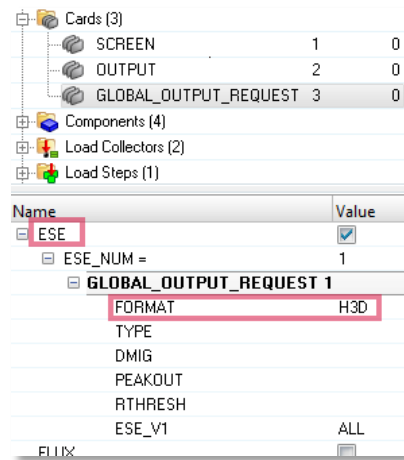 Cards (3)
SCREEN 1 0
OUTPUT 2 0
GLOBAL_OUTPUT_REQUEST 3 0
Components (4)
Load Collectors (2)
Load Steps (1)
Name Value
ESE
ESE_NUM = 1
GLOBAL_OUTPUT_REQUEST 1
FORMAT H3D
TYPE
DMIG
PEAKOUT
RTHRESH
ESE_V1 ALL
FLUX